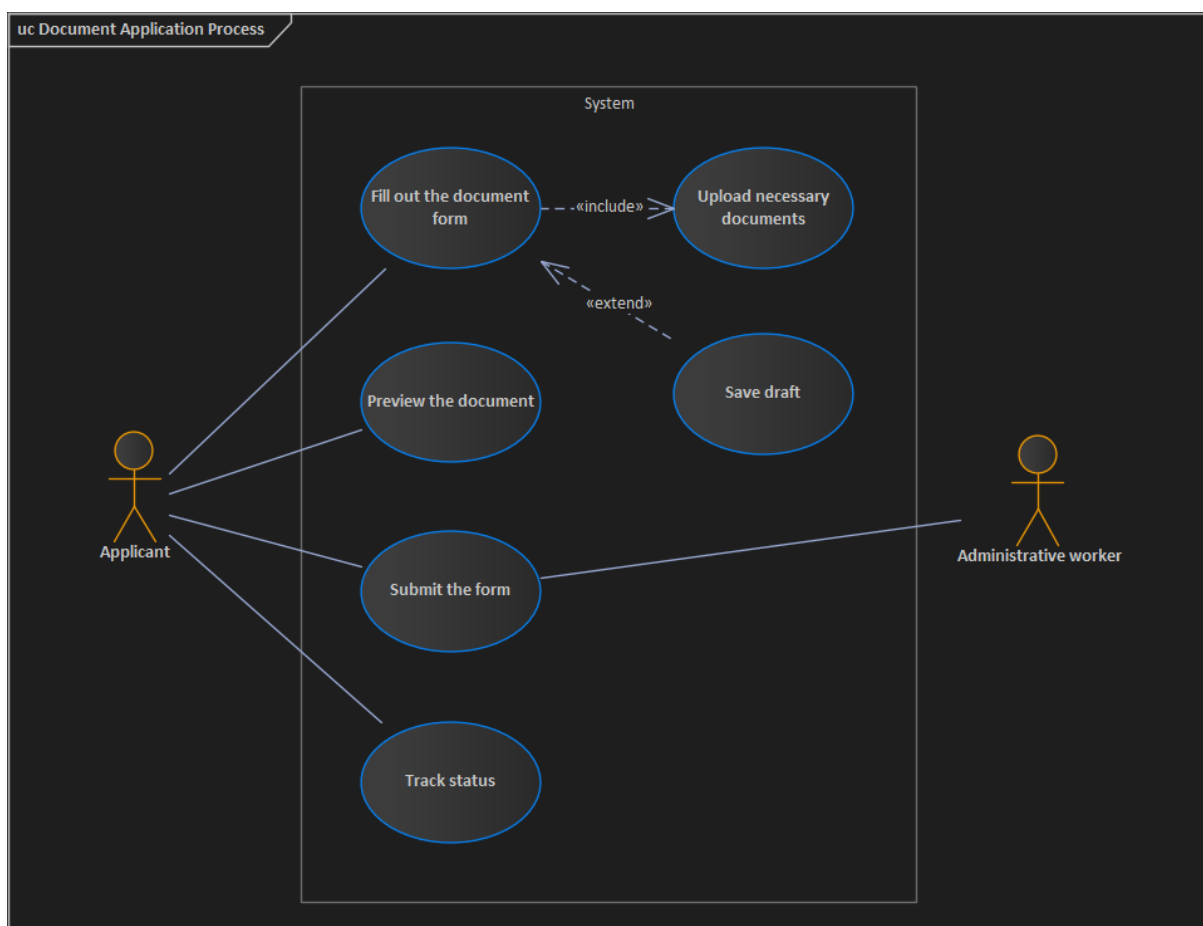 uc Document Application Process
System
Fill out the document
form
«include»
Upload necessary
documents
«extend»
Preview the document
Save draft
Applicant
Administrative worker
Submit the form
Track status